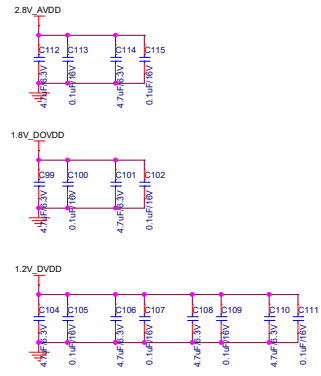 2.8V_AVDD
C112 C113 C114 C115
4.7uF/6.3V 0.1uF/16V 4.7uF/6.3V 0.1uF/16V
1.8V_DOVDD
C99 C100 C101 C102
4.7uF/6.3V 0.1uF/16V 4.7uF/6.3V 0.1uF/16V
1.2V_DVDD
C104 C105 C106 C107 C108 C109 C110 C111
4.7uF/6.3V 0.1uF/16V 4.7uF/6.3V 0.1uF/16V 4.7uF/6.3V 0.1uF/16V 4.7uF/6.3V 0.1uF/16V